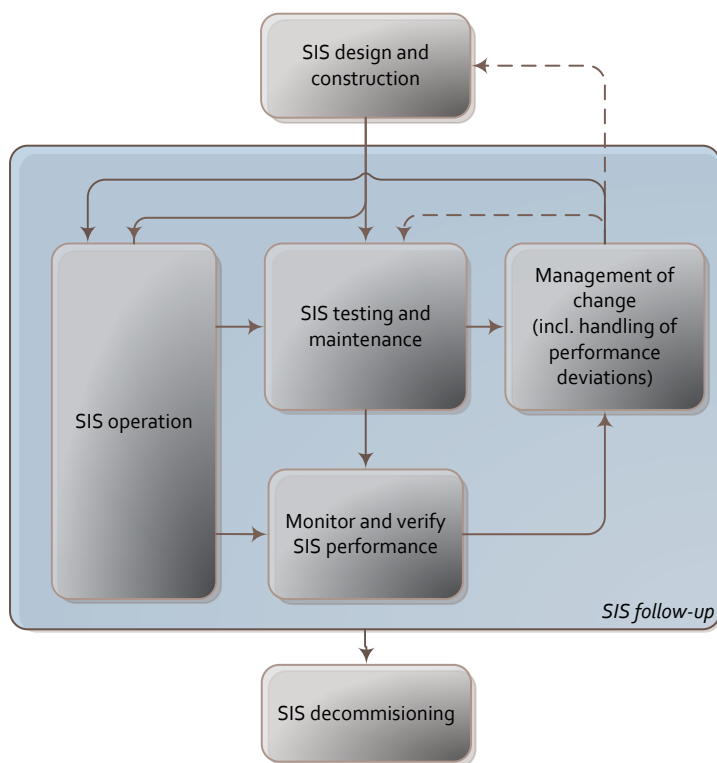 SIS design and
construction
SIS testing and
maintenance
Management of
change
(incl. handling of
performance
deviations)
SIS operation
Monitor and verify
SIS performance
SIS follow-up
SIS decommisioning